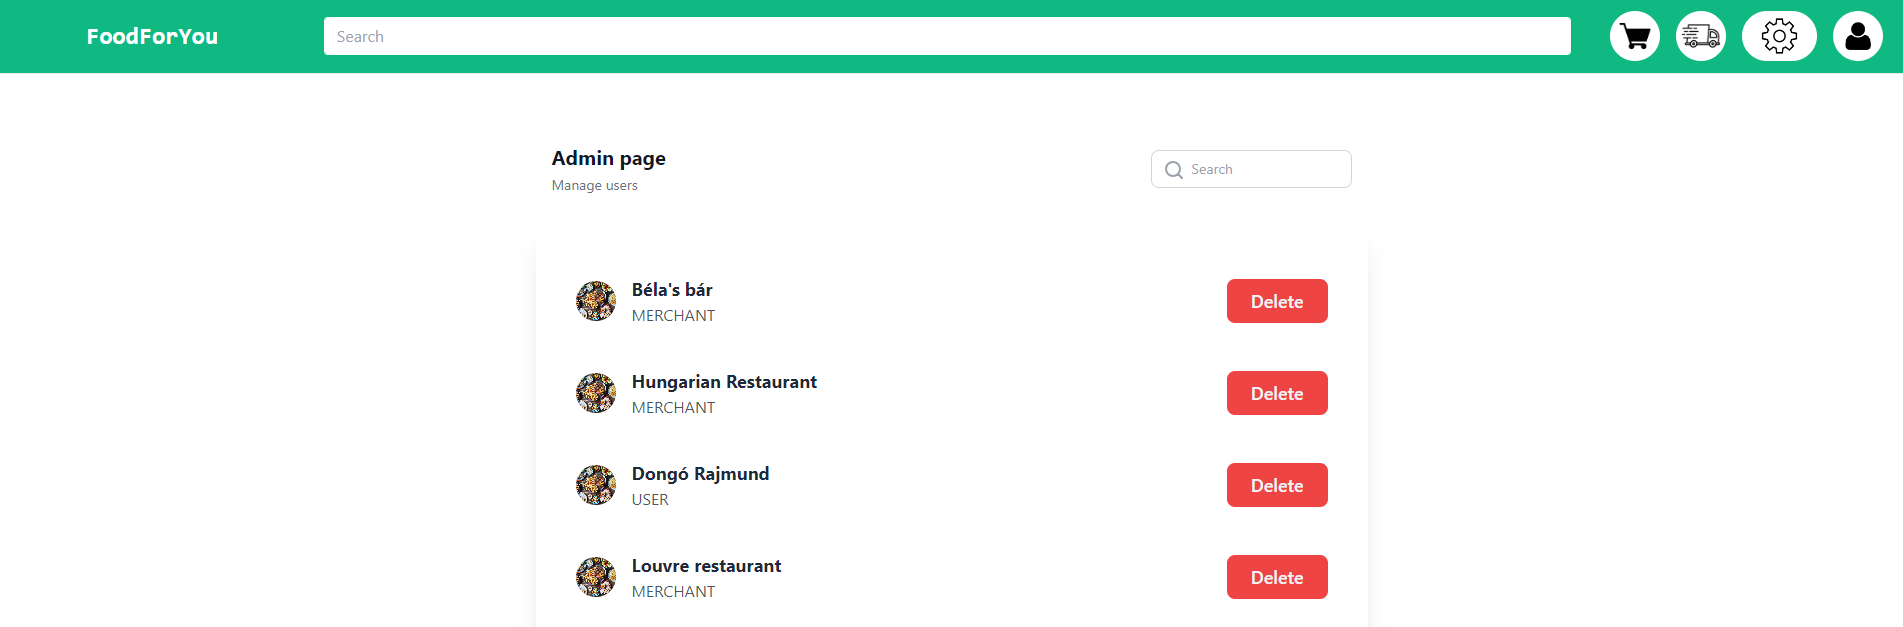 FoodForYou
Search
Admin page
Manage users
Search
Béla's bár
MERCHANT
Delete
Hungarian Restaurant
MERCHANT
Delete
Dongó Rajmund
USER
Delete
Louvre restaurant
MERCHANT
Delete